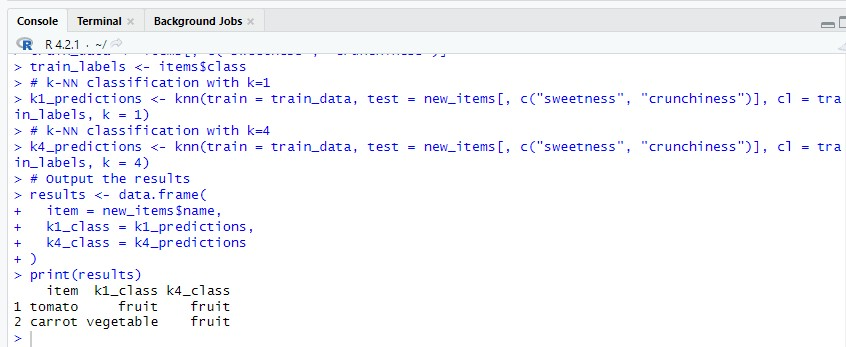 Console Terminal × Background Jobs ×
R 4.2.1 · ~/
> train_labels <- items$class
> # k-NN classification with k=1
> k1_predictions <- knn(train = train_data, test = new_items[, c("sweetness", "crunchiness")], cl = tra
in_labels, k = 1)
> # k-NN classification with k=4
> k4_predictions <- knn(train = train_data, test = new_items[, c("sweetness", "crunchiness")], cl = tra
in_labels, k = 4)
> # Output the results
> results <- data.frame(
+   item = new_items$name,
+   k1_class = k1_predictions,
+   k4_class = k4_predictions
+ )
> print(results)
    item  k1_class k4_class
1 tomato     fruit    fruit
2 carrot vegetable    fruit
>